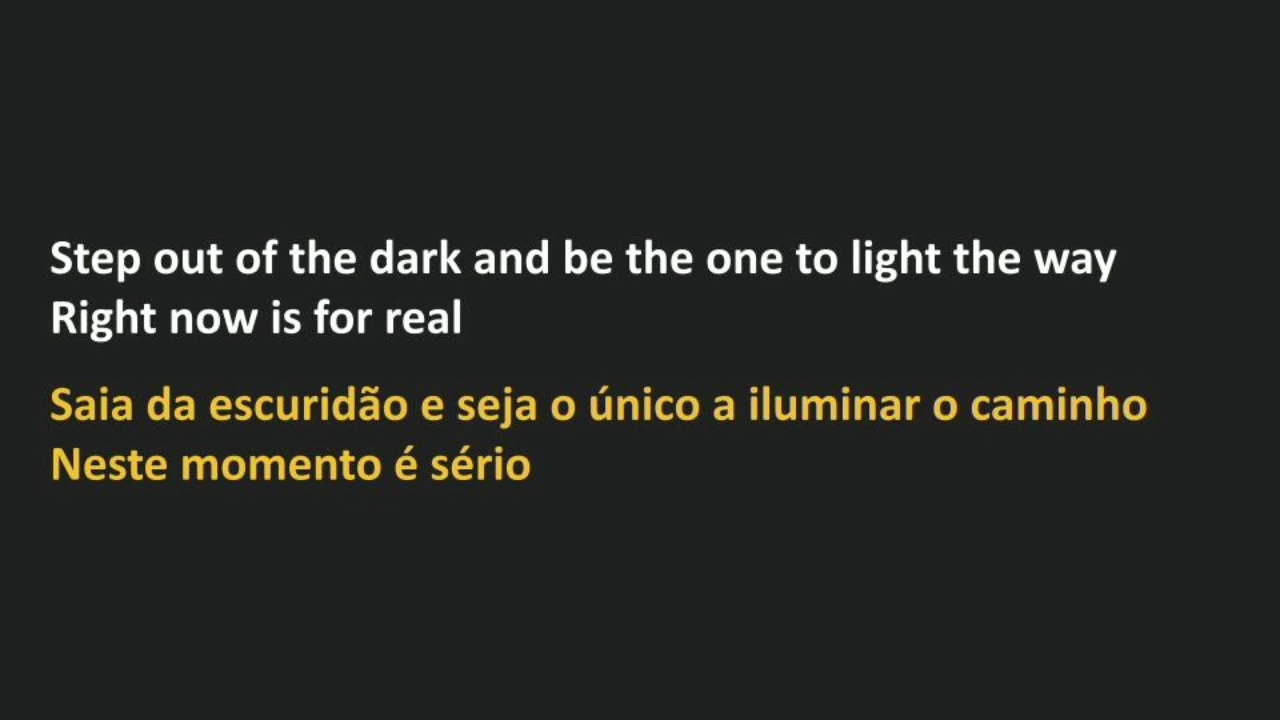 Step out of the dark and be the one to light the way
Right now is for real
Saia da escuridão e seja o único a iluminar o caminho
Neste momento é sério